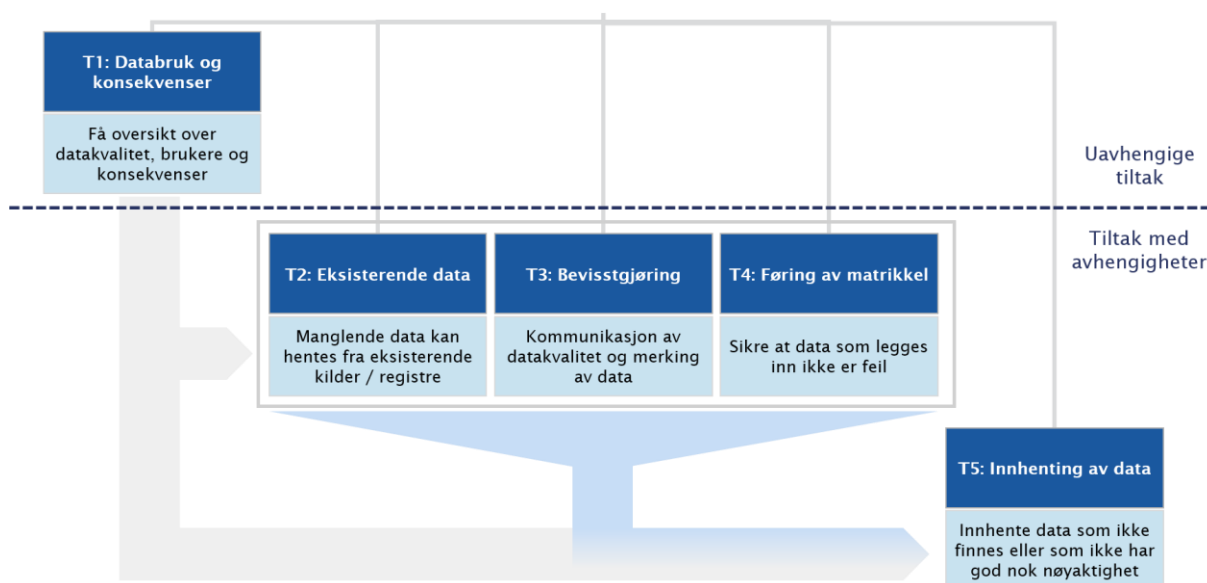 T1: Databruk og
konsekvenser
Få oversikt over
datakvalitet, brukere og
konsekvenser
Uavhengige
tiltak
Tiltak med
avhengigheter
T2: Eksisterende data
Manglende data kan
hentes fra eksisterende
kilder / registre
T3: Bevisstgjøring
Kommunikasjon av
datakvalitet og merking
av data
T4: Føring av matrikkel
Sikre at data som legges
inn ikke er feil
T5: Innhenting av data
Innhente data som ikke
finnes eller som ikke har
god nok nøyaktighet